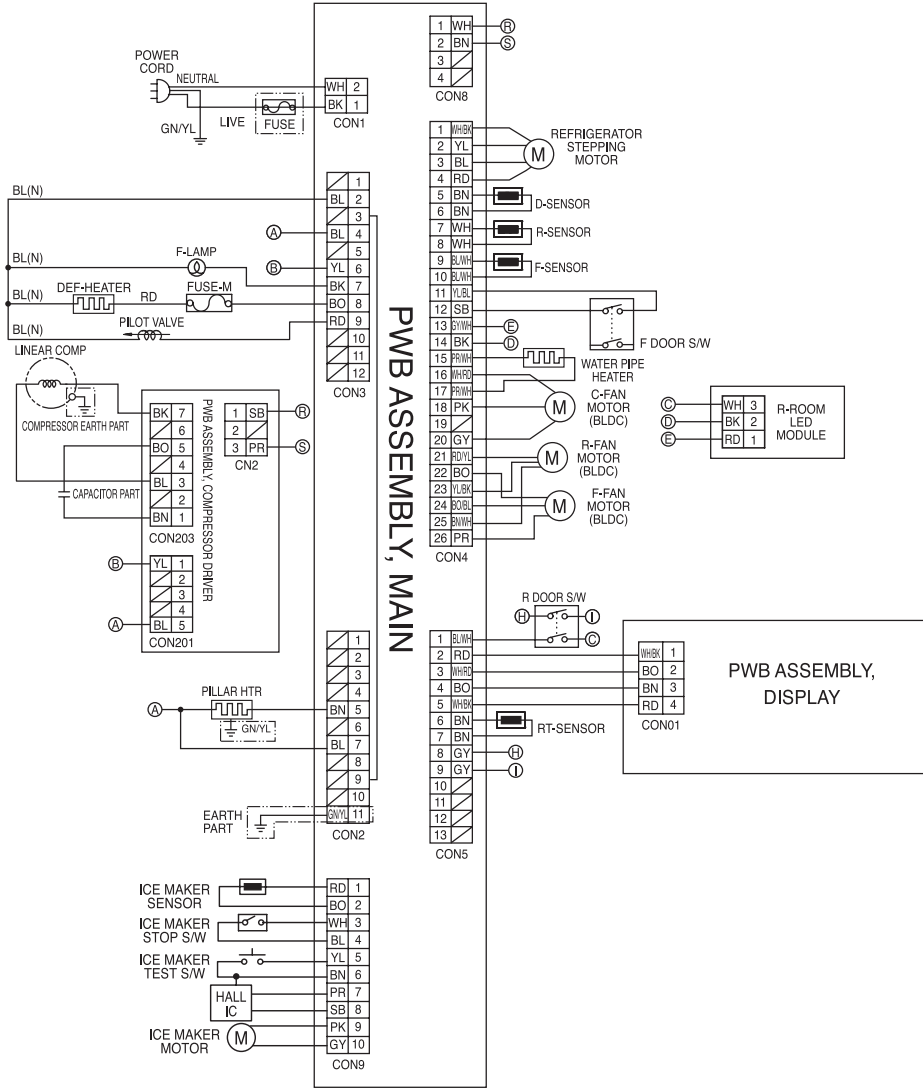 POWER CORD
NEUTRAL
LIVE
FUSE
GN/YL
WH 2
BK 1
CON1
1 WH Ⓡ
2 BN Ⓢ
3
4
CON8
BL(N)
BL(N)
BL(N)
BL(N)
Ⓐ
Ⓑ
F-LAMP
DEF-HEATER
RD
FUSE-M
PILOT VALVE
1
BL 2
3
BL 4
5
YL 6
BK 7
BO 8
RD 9
10
11
12
CON3
1 WH/BK
2 YL
3 BL
4 RD
5 BN
6 BN
7 WH
8 WH
9 BL/WH
10 BL/WH
11 YL/BL
12 SB
13 GY/WH Ⓔ
14 BK Ⓓ
15 PR/WH
16 WH/RD
17 PR/WH
18 PK
19
20 GY
21 RD/YL
22 BO
23 YL/BK
24 BO/BL
25 BN/WH
26 PR
CON4
M
REFRIGERATOR STEPPING MOTOR
D-SENSOR
R-SENSOR
F-SENSOR
F DOOR S/W
WATER PIPE HEATER
M
C-FAN MOTOR (BLDC)
M
R-FAN MOTOR (BLDC)
M
F-FAN MOTOR (BLDC)
Ⓒ WH 3
Ⓓ BK 2
Ⓔ RD 1
R-ROOM LED MODULE
PWB ASSEMBLY, MAIN
LINEAR COMP
COMPRESSOR EARTH PART
CAPACITOR PART
BK 7
6
BO 5
4
BL 3
2
BN 1
CON203
1 SB Ⓡ
2
3 PR Ⓢ
CN2
PWB ASSEMBLY, COMPRESSOR DRIVER
Ⓑ YL 1
2
3
4
Ⓐ BL 5
CON201
Ⓐ
PILLAR HTR
GN/YL
EARTH PART
1
2
3
4
BN 5
6
BL 7
8
9
10
GN/YL 11
CON2
R DOOR S/W
Ⓗ Ⓘ
Ⓒ
1 BL/WH
2 RD
3 WH/RD
4 BO
5 WH/BK
6 BN
7 BN
8 GY Ⓗ
9 GY Ⓘ
10
11
12
13
CON5
RT-SENSOR
WH/BK 1
BO 2
BN 3
RD 4
CON01
PWB ASSEMBLY,
DISPLAY
ICE MAKER SENSOR
ICE MAKER STOP S/W
ICE MAKER TEST S/W
HALL IC
ICE MAKER MOTOR
M
RD 1
BO 2
WH 3
BL 4
YL 5
BN 6
PR 7
SB 8
PK 9
GY 10
CON9